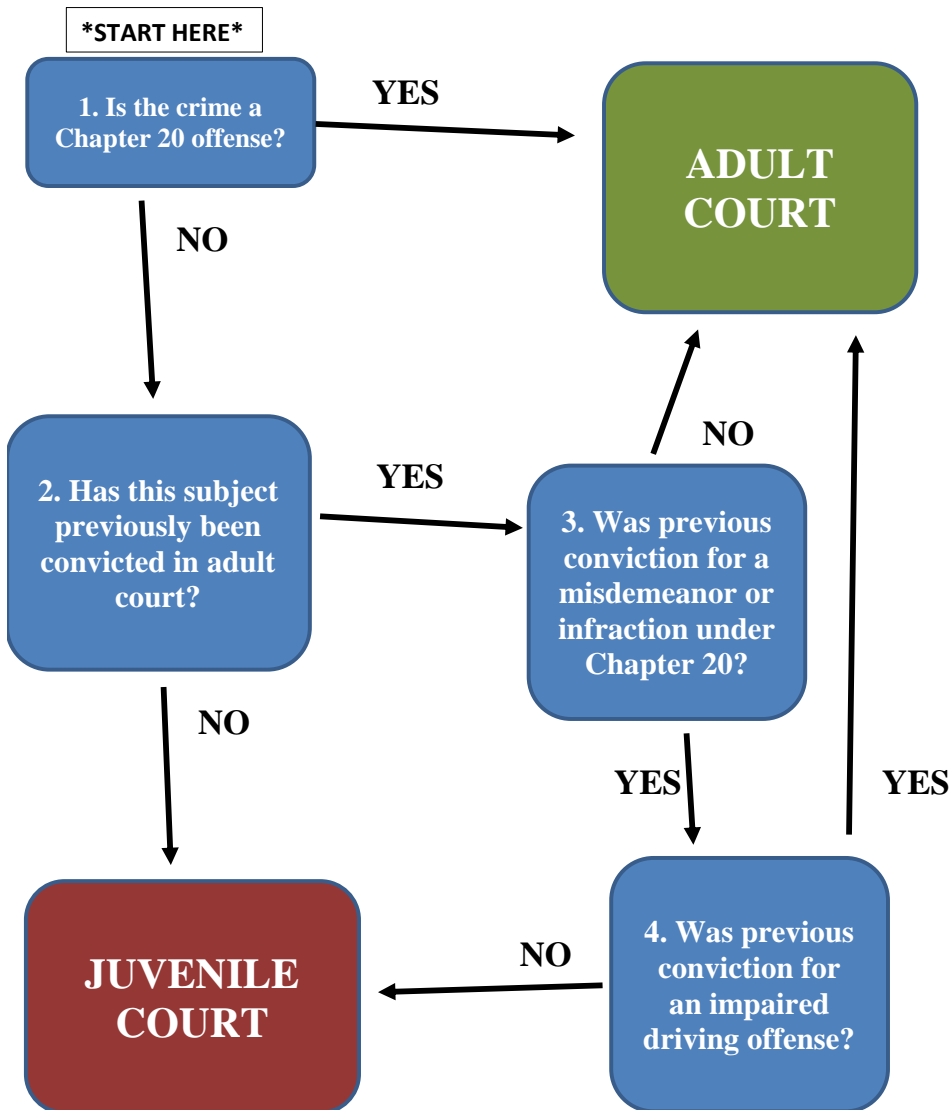 *START HERE*
1. Is the crime a
Chapter 20 offense?
YES
ADULT
COURT
NO
2. Has this subject
previously been
convicted in adult
court?
YES
3. Was previous
conviction for a
misdemeanor or
infraction under
Chapter 20?
NO
NO
YES
YES
JUVENILE
COURT
NO
4. Was previous
conviction for
an impaired
driving offense?